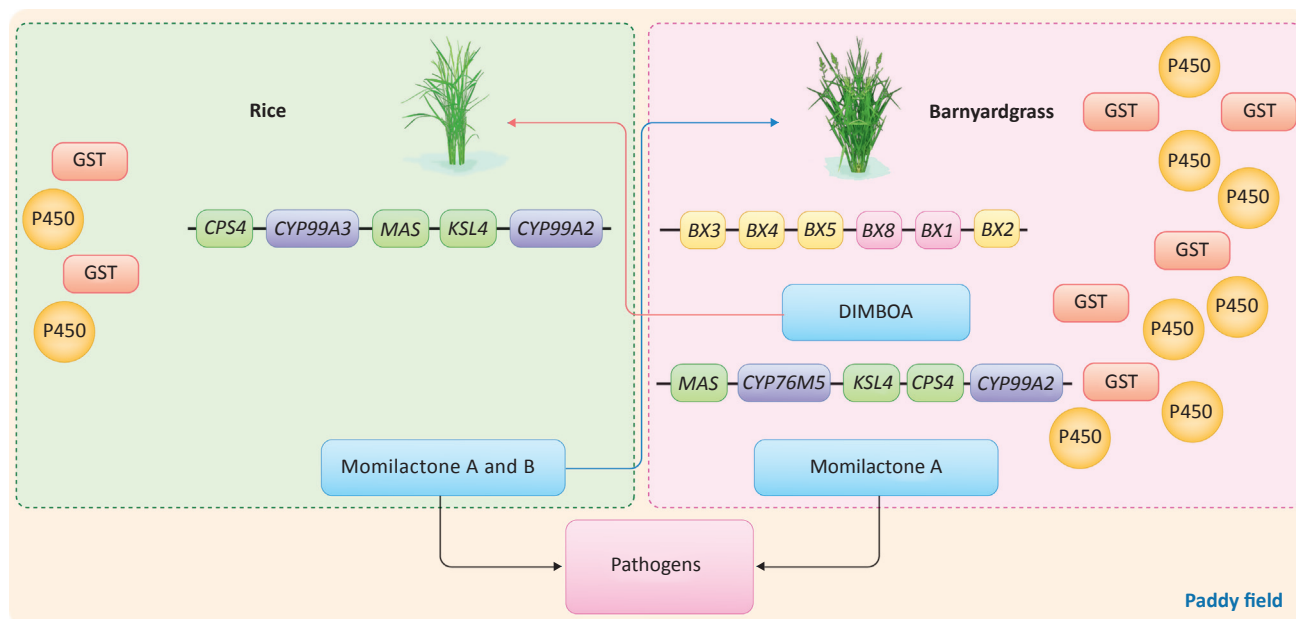 Rice
GST
P450
GST
P450
CPS4
CYP99A3
MAS
KSL4
CYP99A2
Momilactone A and B
Barnyardgrass
P450
GST
GST
P450
P450
BX3
BX4
BX5
BX8
BX1
BX2
GST
P450
GST
P450
DIMBOA
MAS
CYP76M5
KSL4
CPS4
CYP99A2
GST
P450
P450
Momilactone A
Pathogens
Paddy field